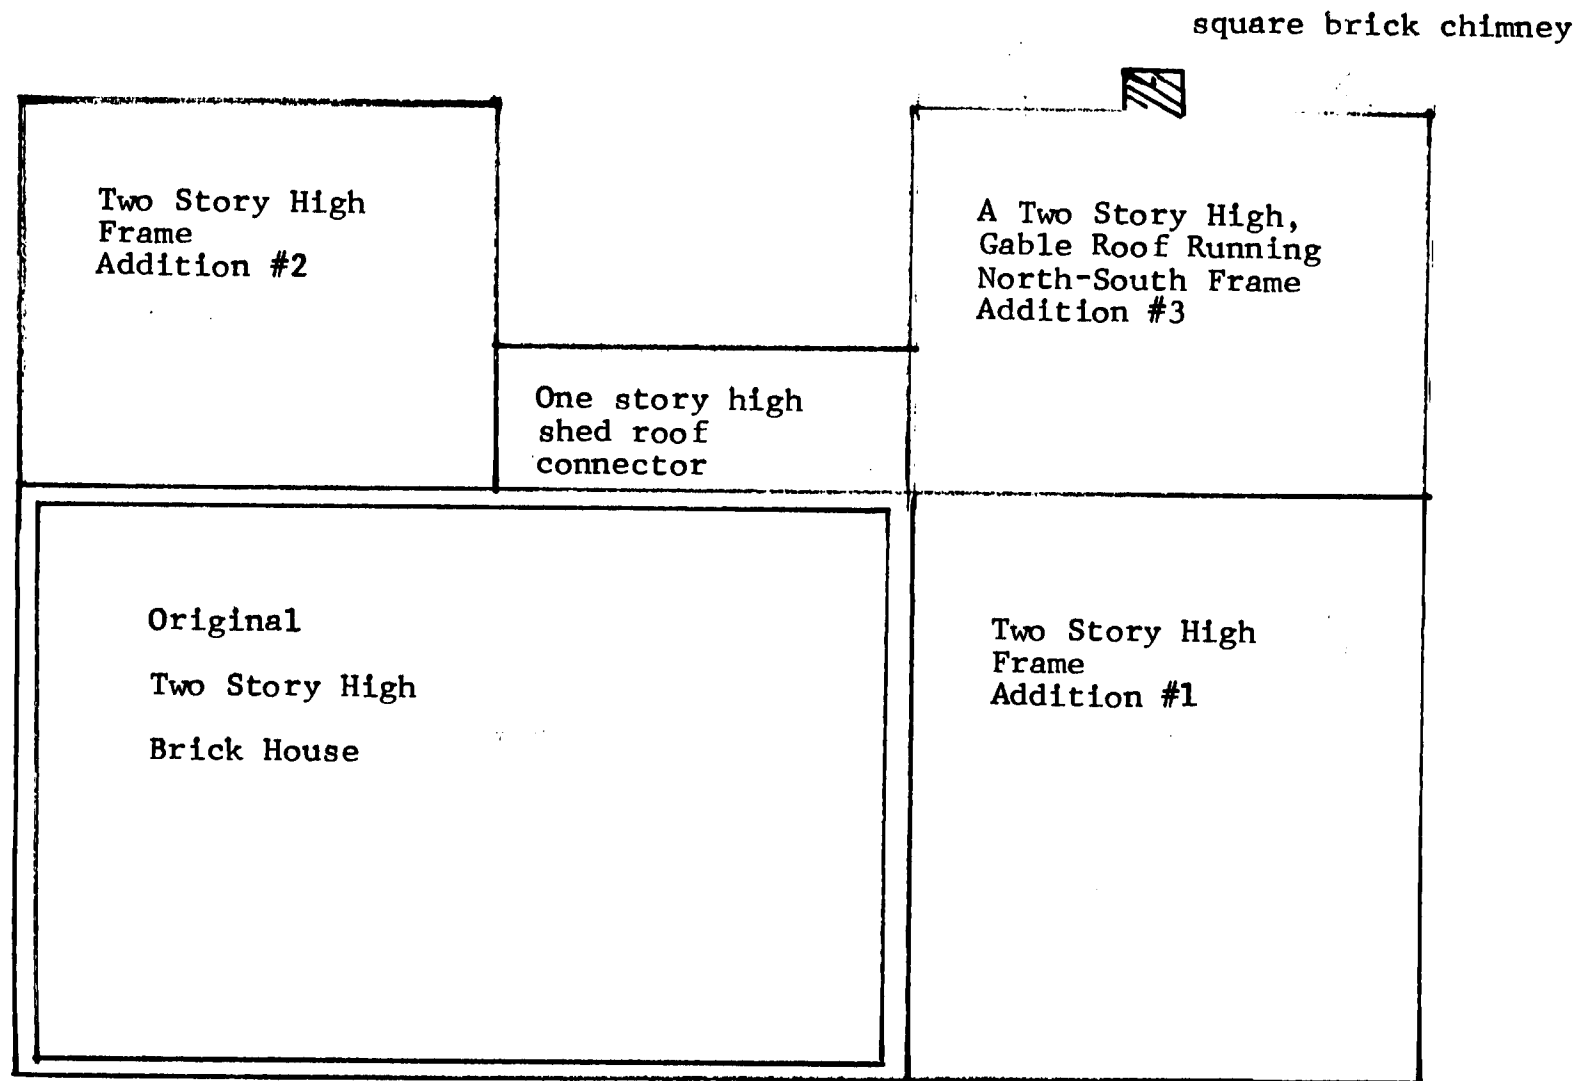 square brick chimney
Two Story High
Frame
Addition #2
A Two Story High,
Gable Roof Running
North-South Frame
Addition #3
One story high
shed roof
connector
Original
Two Story High
Brick House
Two Story High
Frame
Addition #1